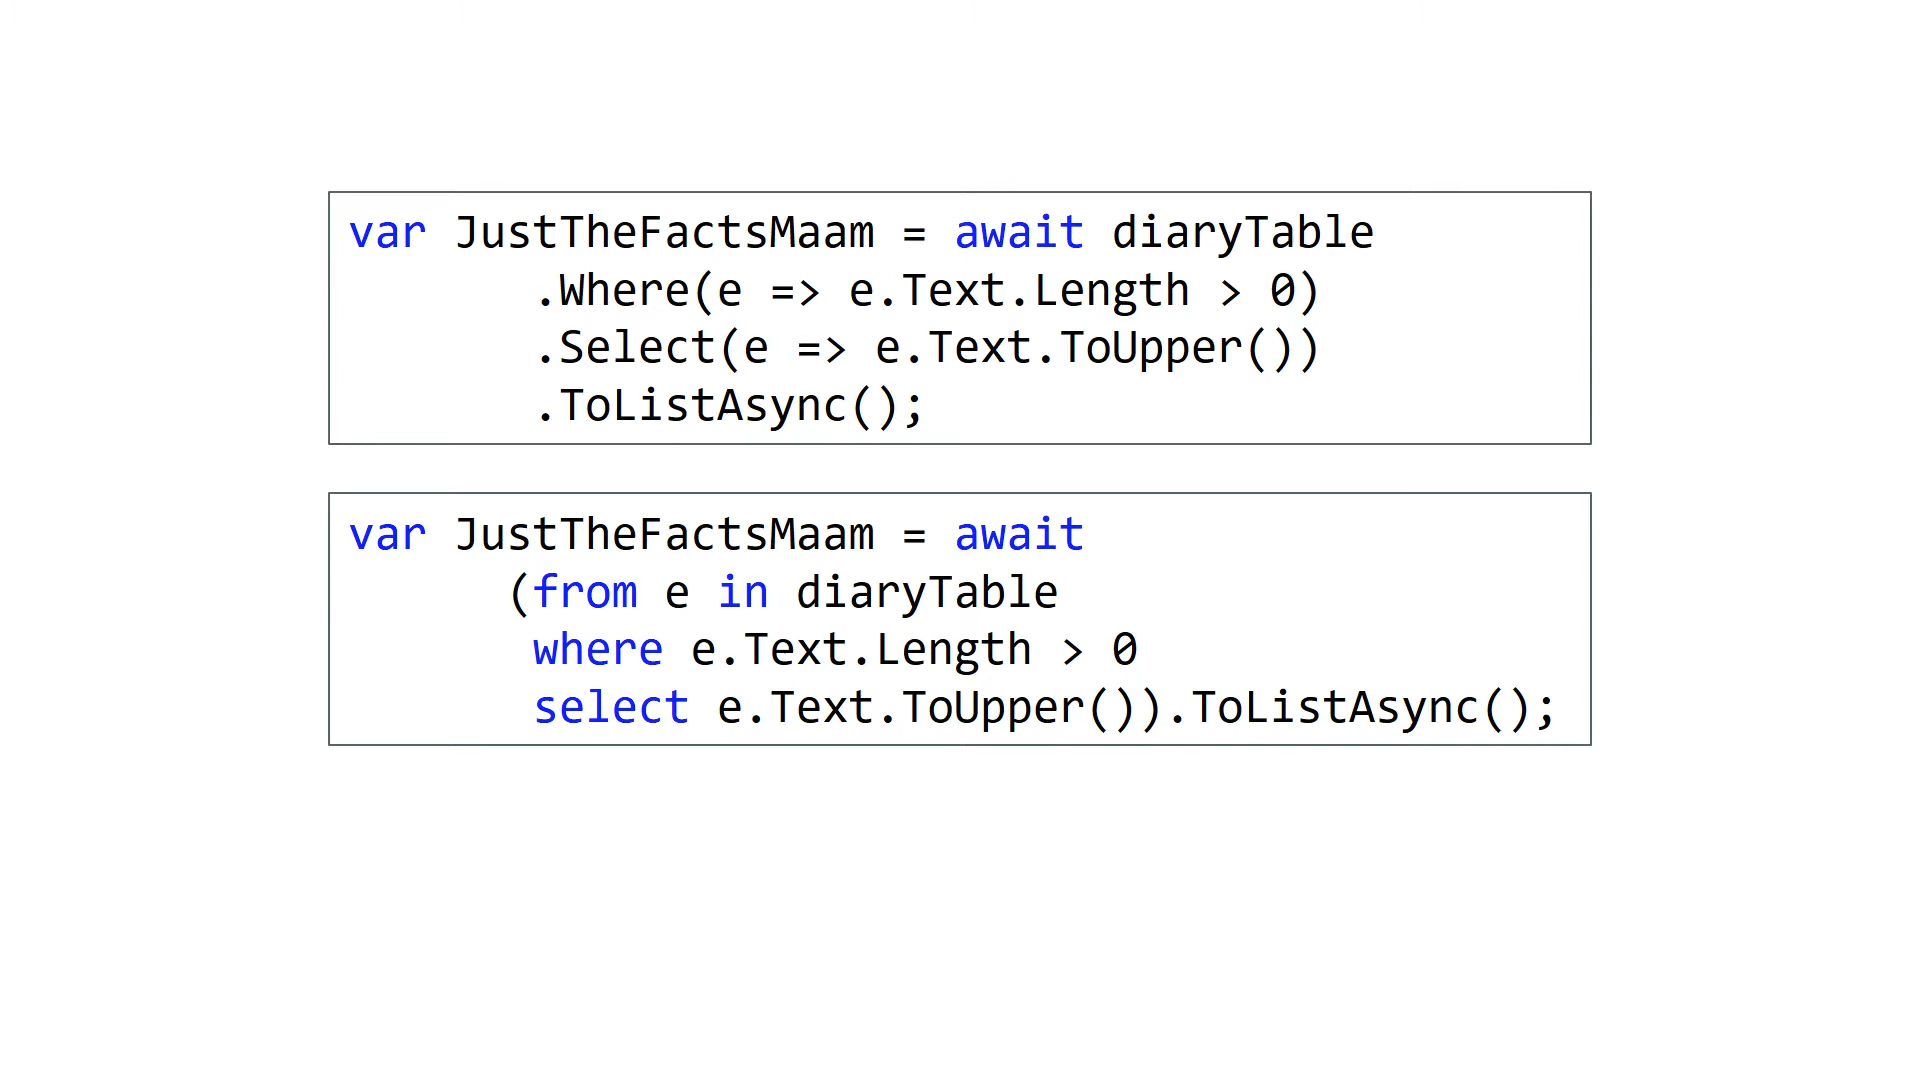 var JustTheFactsMaam = await diaryTable
.Where(e => e.Text.Length > 0)
.Select(e => e.Text.ToUpper())
.ToListAsync();
var JustTheFactsMaam = await
(from e in diaryTable
where e.Text.Length > 0
select e.Text.ToUpper()).ToListAsync();